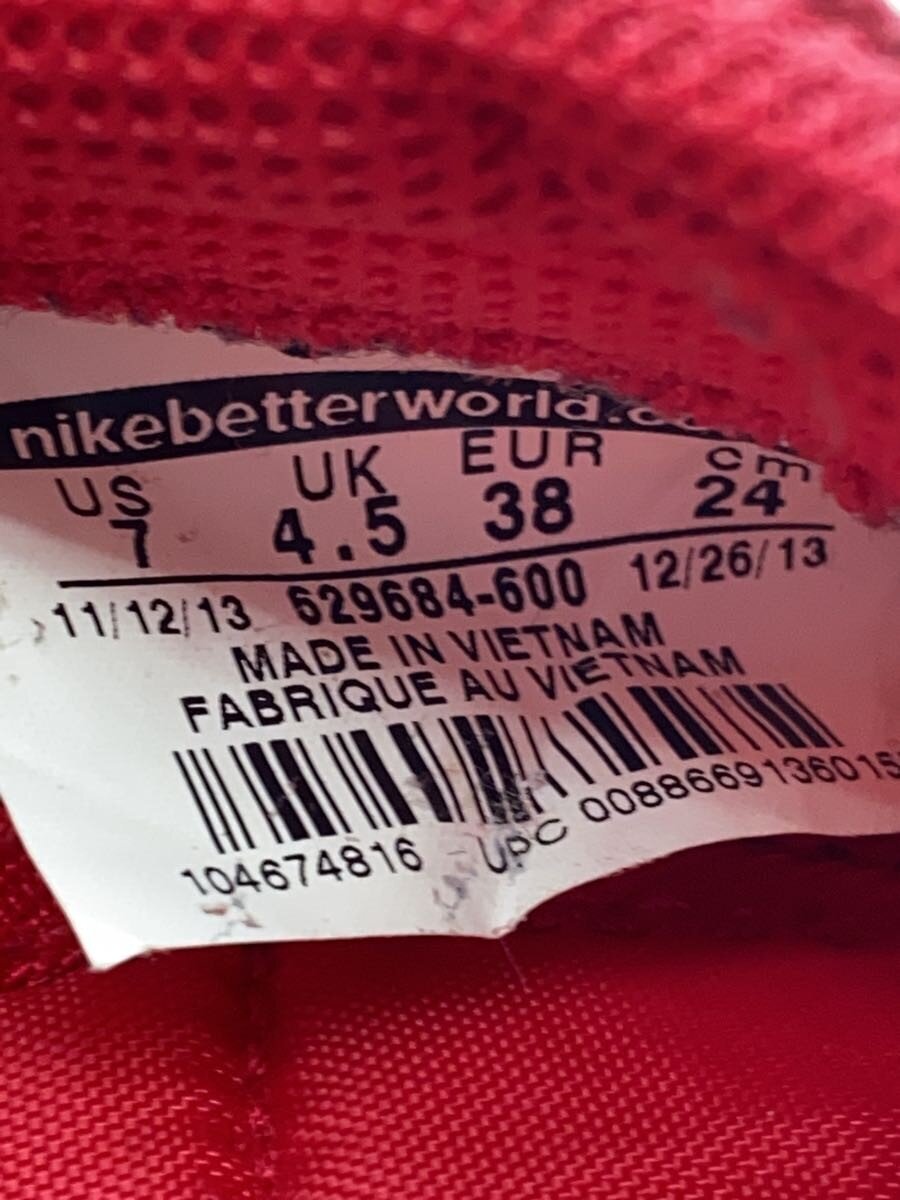 nikebetterworld.c
US UK EUR cm
7 4.5 38 24
11/12/13 629684-600 12/26/13
MADE IN VIETNAM
FABRIQUE AU VIETNAM
104674816 UPC 0088669136015